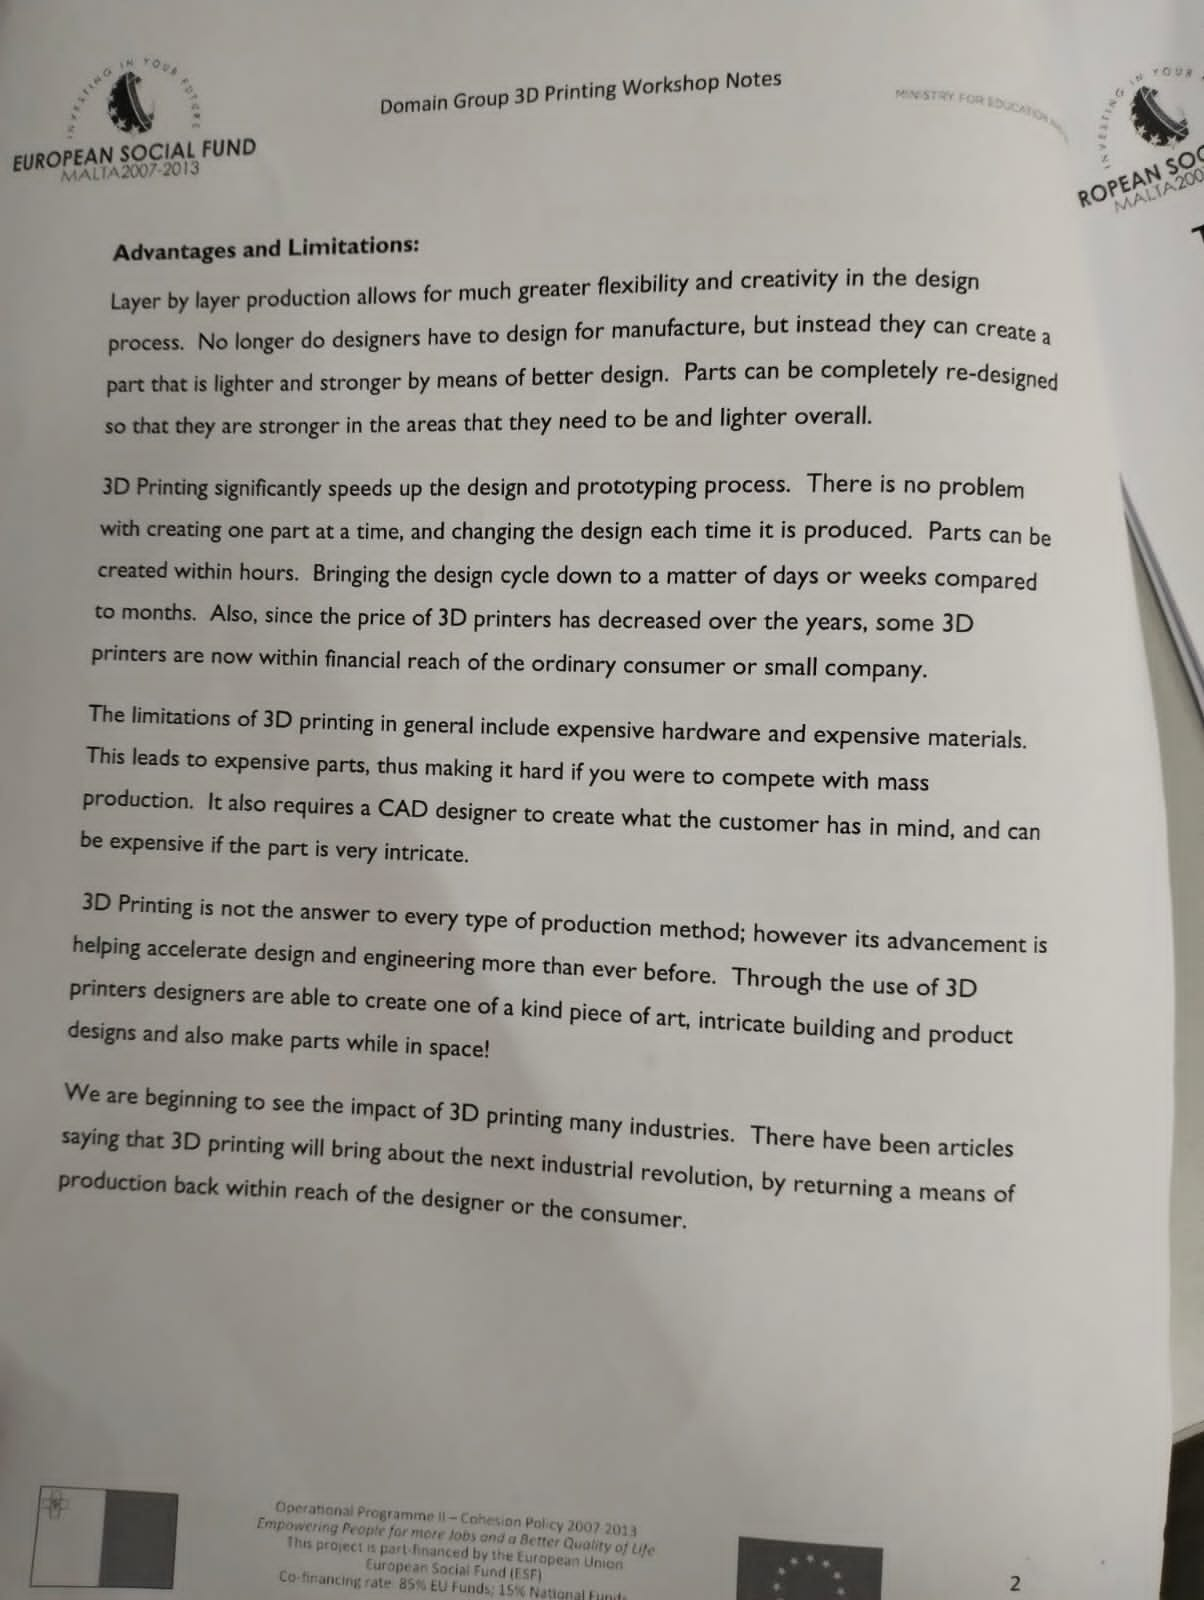 INVESTING IN YOUR FUTURE
EUROPEAN SOCIAL FUND
MALTA 2007-2013
Domain Group 3D Printing Workshop Notes
MINISTRY FOR EDUCATION
INVESTING IN YOUR
ROPEAN SOC
MALTA 200
Advantages and Limitations:
Layer by layer production allows for much greater flexibility and creativity in the design
process.  No longer do designers have to design for manufacture, but instead they can create a
part that is lighter and stronger by means of better design.  Parts can be completely re-designed
so that they are stronger in the areas that they need to be and lighter overall.
3D Printing significantly speeds up the design and prototyping process.  There is no problem
with creating one part at a time, and changing the design each time it is produced.  Parts can be
created within hours.  Bringing the design cycle down to a matter of days or weeks compared
to months.  Also, since the price of 3D printers has decreased over the years, some 3D
printers are now within financial reach of the ordinary consumer or small company.
The limitations of 3D printing in general include expensive hardware and expensive materials.
This leads to expensive parts, thus making it hard if you were to compete with mass
production.  It also requires a CAD designer to create what the customer has in mind, and can
be expensive if the part is very intricate.
3D Printing is not the answer to every type of production method; however its advancement is
helping accelerate design and engineering more than ever before.  Through the use of 3D
printers designers are able to create one of a kind piece of art, intricate building and product
designs and also make parts while in space!
We are beginning to see the impact of 3D printing many industries.  There have been articles
saying that 3D printing will bring about the next industrial revolution, by returning a means of
production back within reach of the designer or the consumer.
Operational Programme II – Cohesion Policy 2007-2013
Empowering People for more Jobs and a Better Quality of Life
This project is part-financed by the European Union
European Social Fund (ESF)
Co-financing rate: 85% EU Funds; 15% National Funds
2